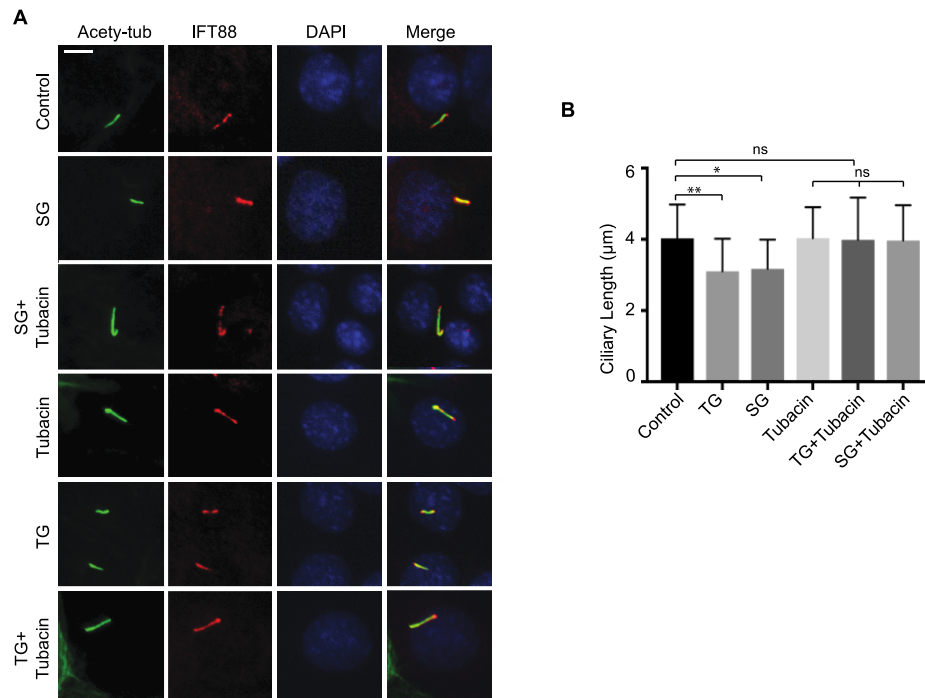 A
Acety-tub IFT88 DAPI Merge
Control
SG
SG+
Tubacin
Tubacin
TG
TG+
Tubacin
B
ns
*
ns
**
6
4
2
0
Ciliary Length (μm)
Control TG SG Tubacin TG+Tubacin SG+Tubacin